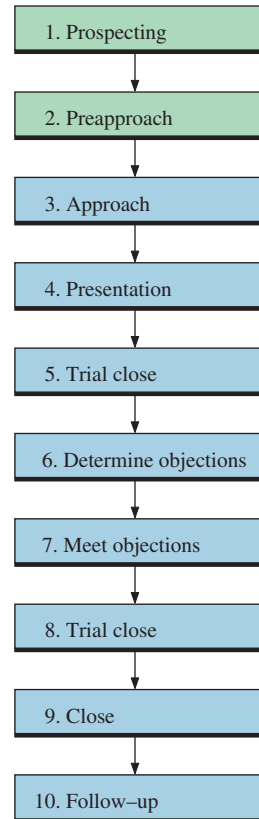 1. Prospecting
2. Preapproach
3. Approach
4. Presentation
5. Trial close
6. Determine objections
7. Meet objections
8. Trial close
9. Close
10. Follow–up